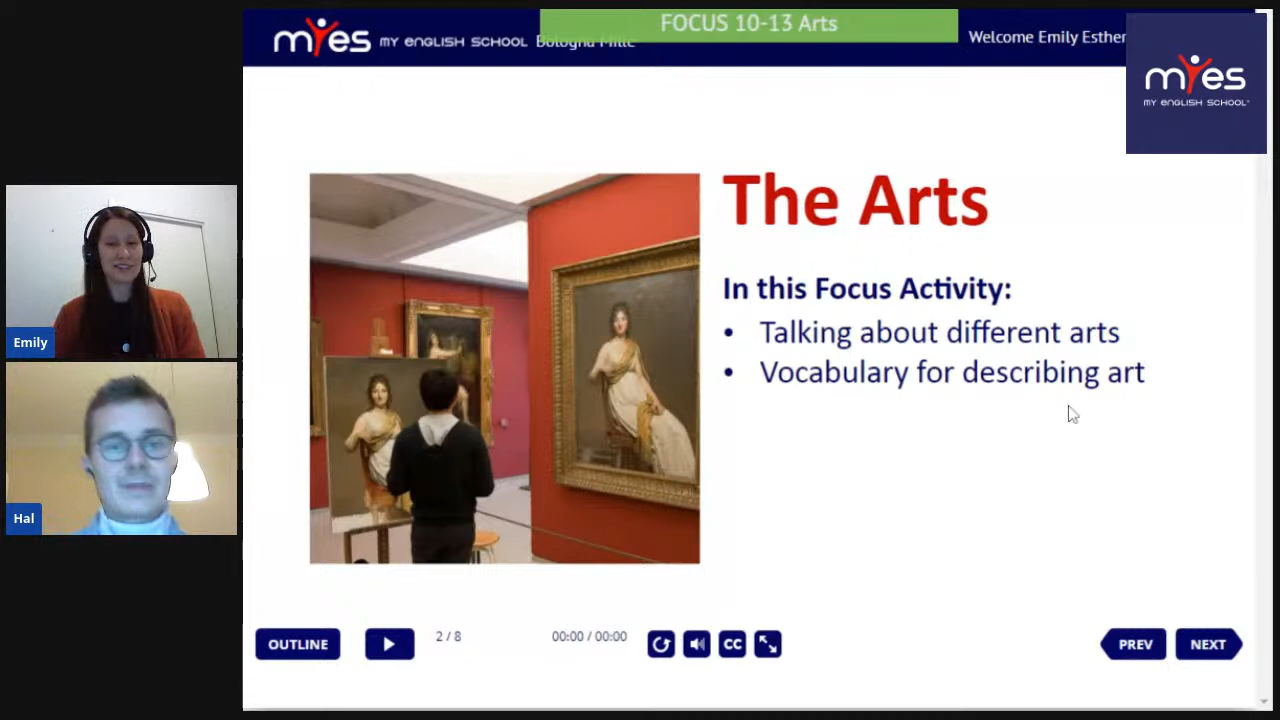 myes MY ENGLISH SCHOOL Bologna Mille
FOCUS 10-13 Arts
Welcome Emily Esther
myes
MY ENGLISH SCHOOL
The Arts
In this Focus Activity:
• Talking about different arts
• Vocabulary for describing art
Emily
Hal
OUTLINE
2 / 8
00:00 / 00:00
CC
PREV
NEXT